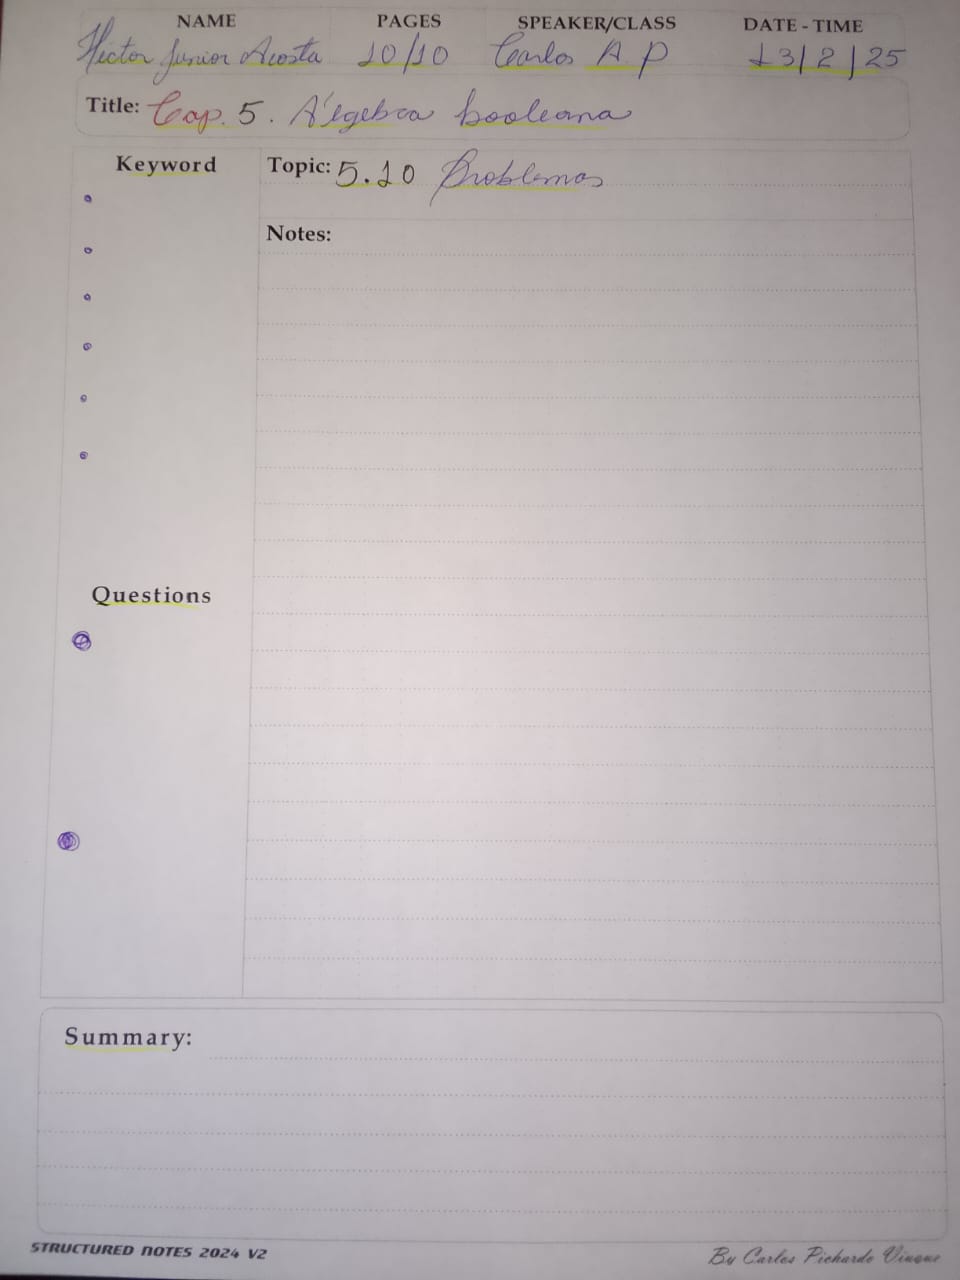 NAME PAGES SPEAKER/CLASS DATE - TIME
Hector Junior Acosta 10/10 Carlos A P 13/2/25
Title: Cap. 5. Álgebra booleana
Keyword
Topic: 5.10 Problemas
Notes:
Questions
Summary:
STRUCTURED NOTES 2024 V2
By Carlos Pichardo Viuque